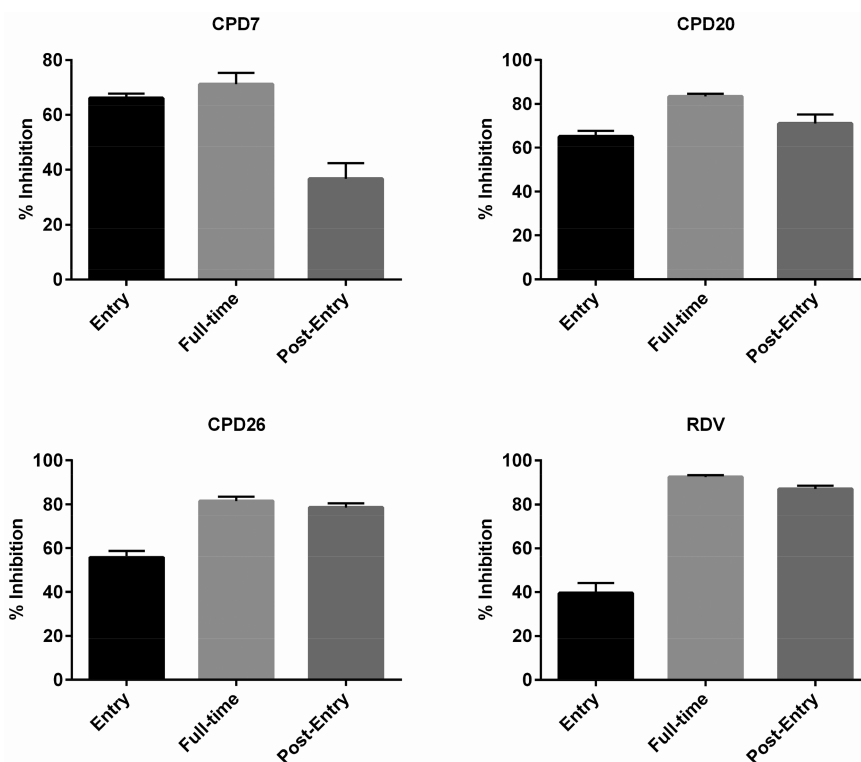 CPD7
% Inhibition
80
60
40
20
0
Entry
Full-time
Post-Entry
CPD20
% Inhibition
100
80
60
40
20
0
Entry
Full-time
Post-Entry
CPD26
% Inhibition
100
80
60
40
20
0
Entry
Full-time
Post-Entry
RDV
% Inhibition
100
80
60
40
20
0
Entry
Full-time
Post-Entry